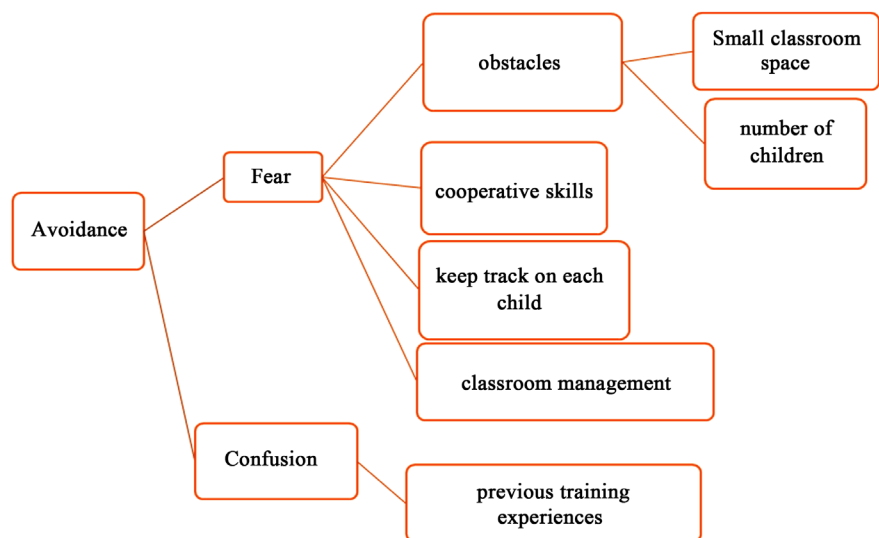 Avoidance
Fear
obstacles
Small classroom
space
number of
children
cooperative skills
keep track on each
child
classroom management
Confusion
previous training
experiences